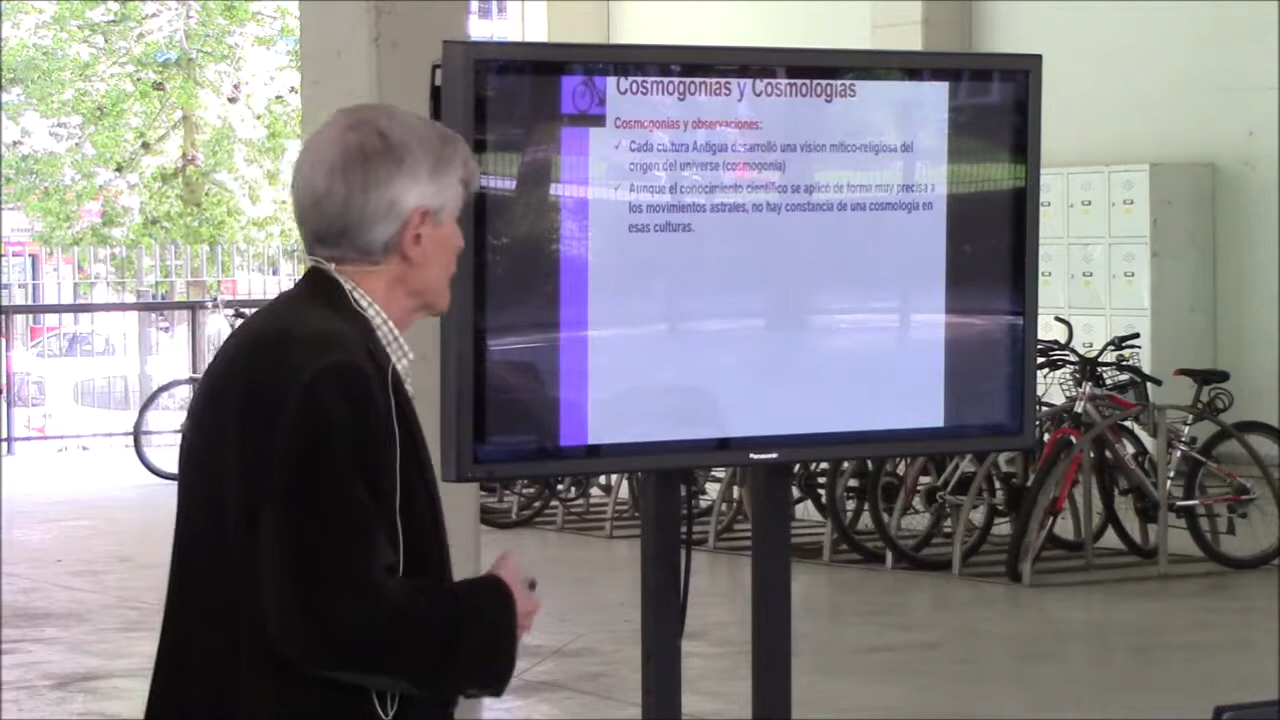 Cosmogonías y Cosmologías
Cosmogonías y observaciones:
✓ Cada cultura Antigua desarrolló una vision mítico-religiosa del
origen del universe (cosmogonía)
✓ Aunque el conocimiento científico se aplicó de forma muy precisa a
los movimientos astrales, no hay constancia de una cosmología en
esas culturas.
Panasonic